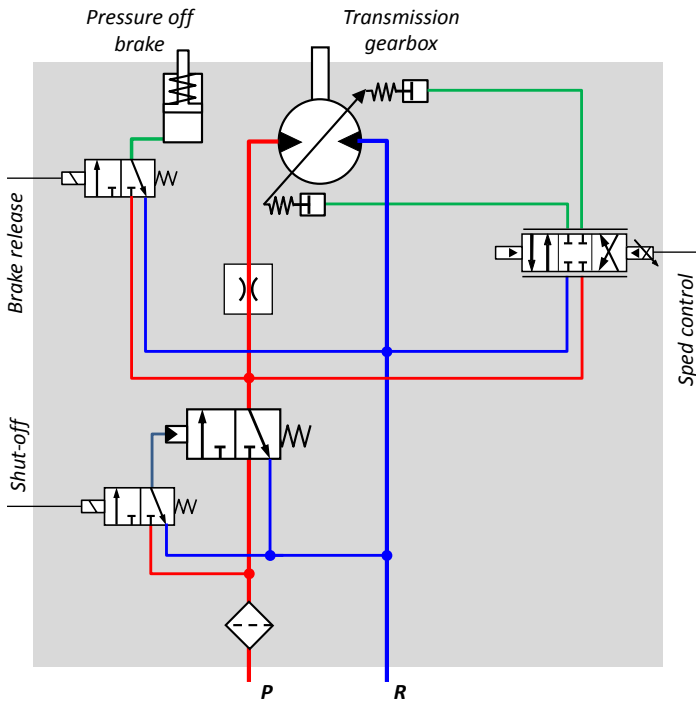 Pressure off
brake
Transmission
gearbox
Brake release
Sped control
Shut-off
P
R